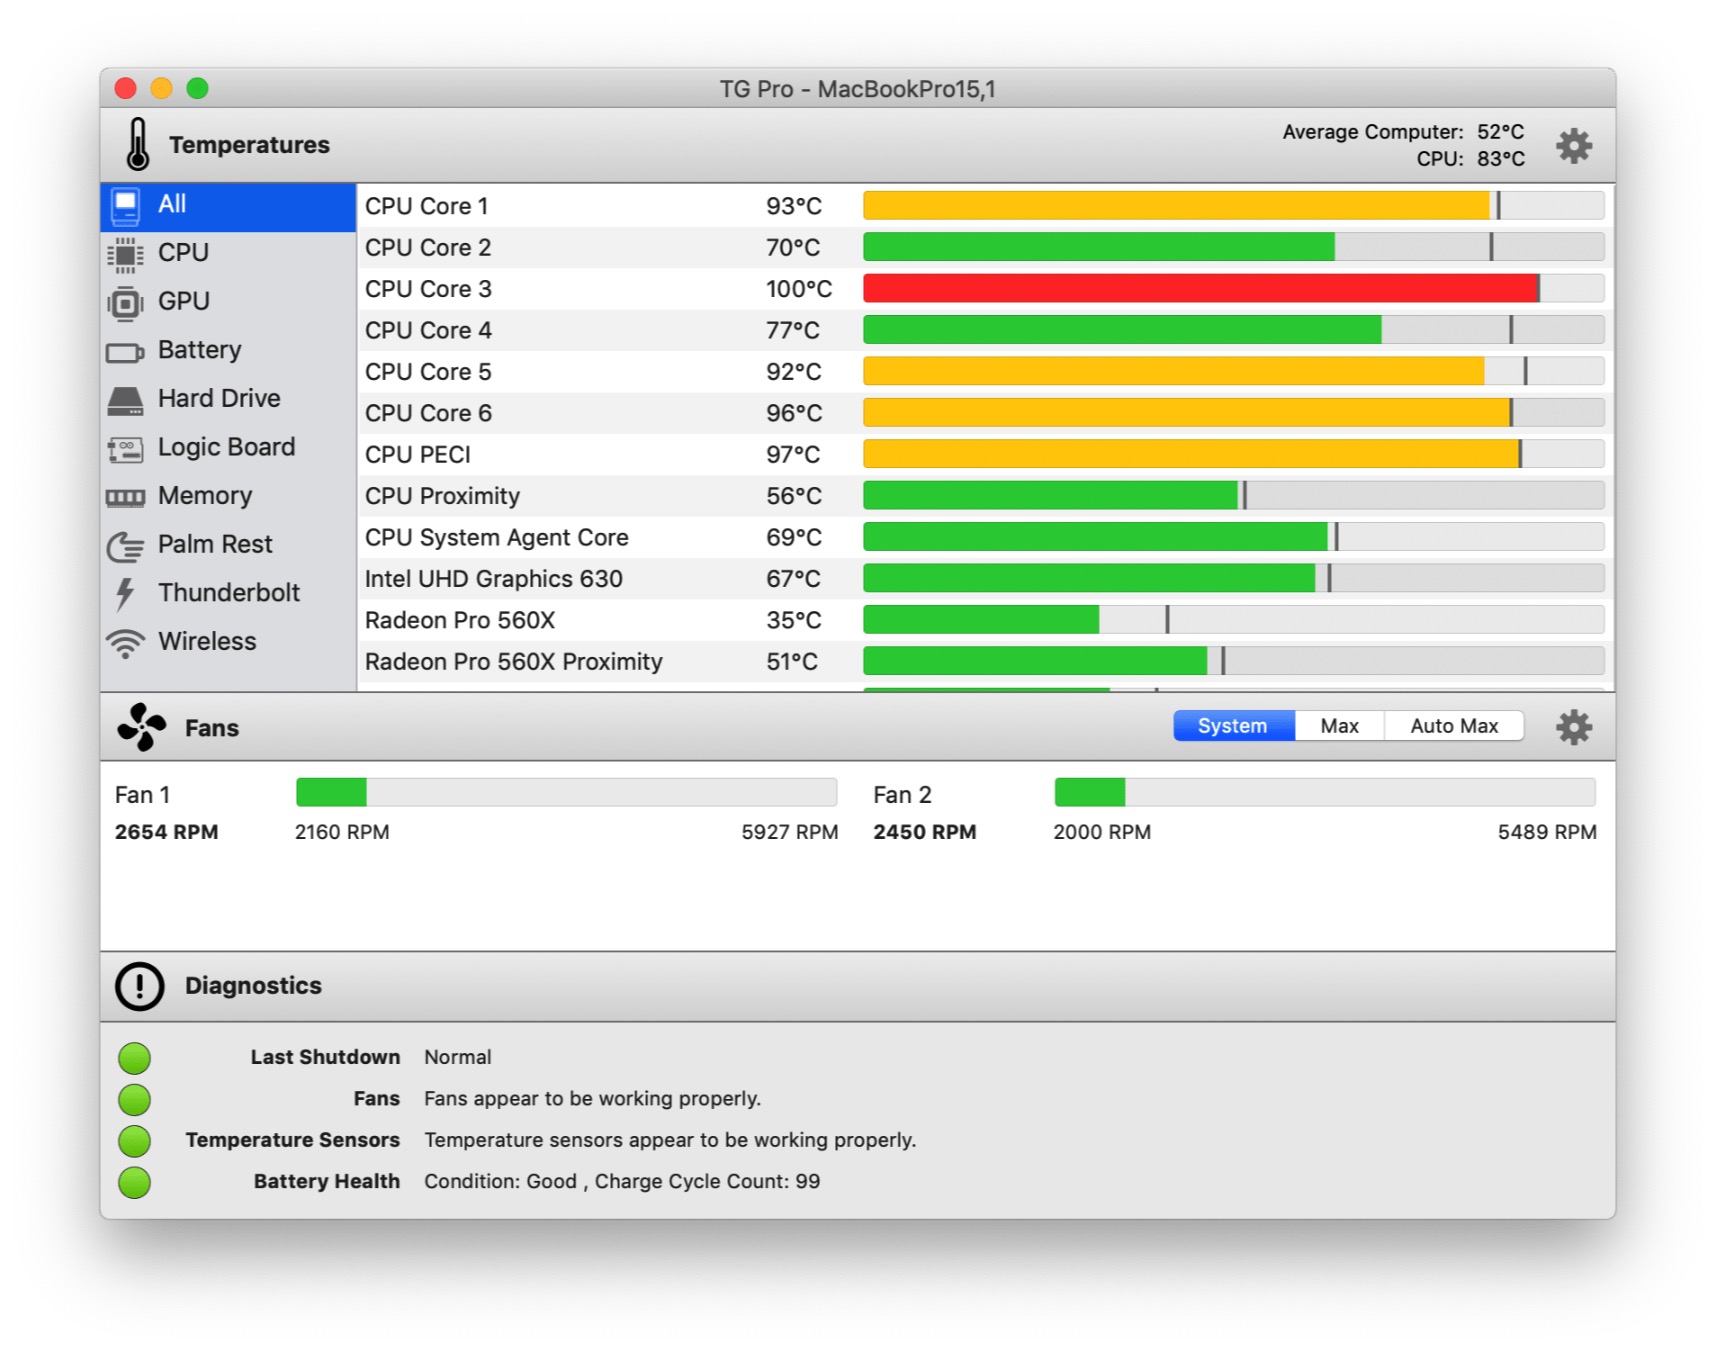 TG Pro - MacBookPro15,1
Temperatures
Average Computer: 52°C
CPU: 83°C
All
CPU
GPU
Battery
Hard Drive
Logic Board
Memory
Palm Rest
Thunderbolt
Wireless
CPU Core 1 93°C
CPU Core 2 70°C
CPU Core 3 100°C
CPU Core 4 77°C
CPU Core 5 92°C
CPU Core 6 96°C
CPU PECI 97°C
CPU Proximity 56°C
CPU System Agent Core 69°C
Intel UHD Graphics 630 67°C
Radeon Pro 560X 35°C
Radeon Pro 560X Proximity 51°C
Fans
System Max Auto Max
Fan 1
2654 RPM 2160 RPM 5927 RPM
Fan 2
2450 RPM 2000 RPM 5489 RPM
Diagnostics
Last Shutdown Normal
Fans Fans appear to be working properly.
Temperature Sensors Temperature sensors appear to be working properly.
Battery Health Condition: Good , Charge Cycle Count: 99